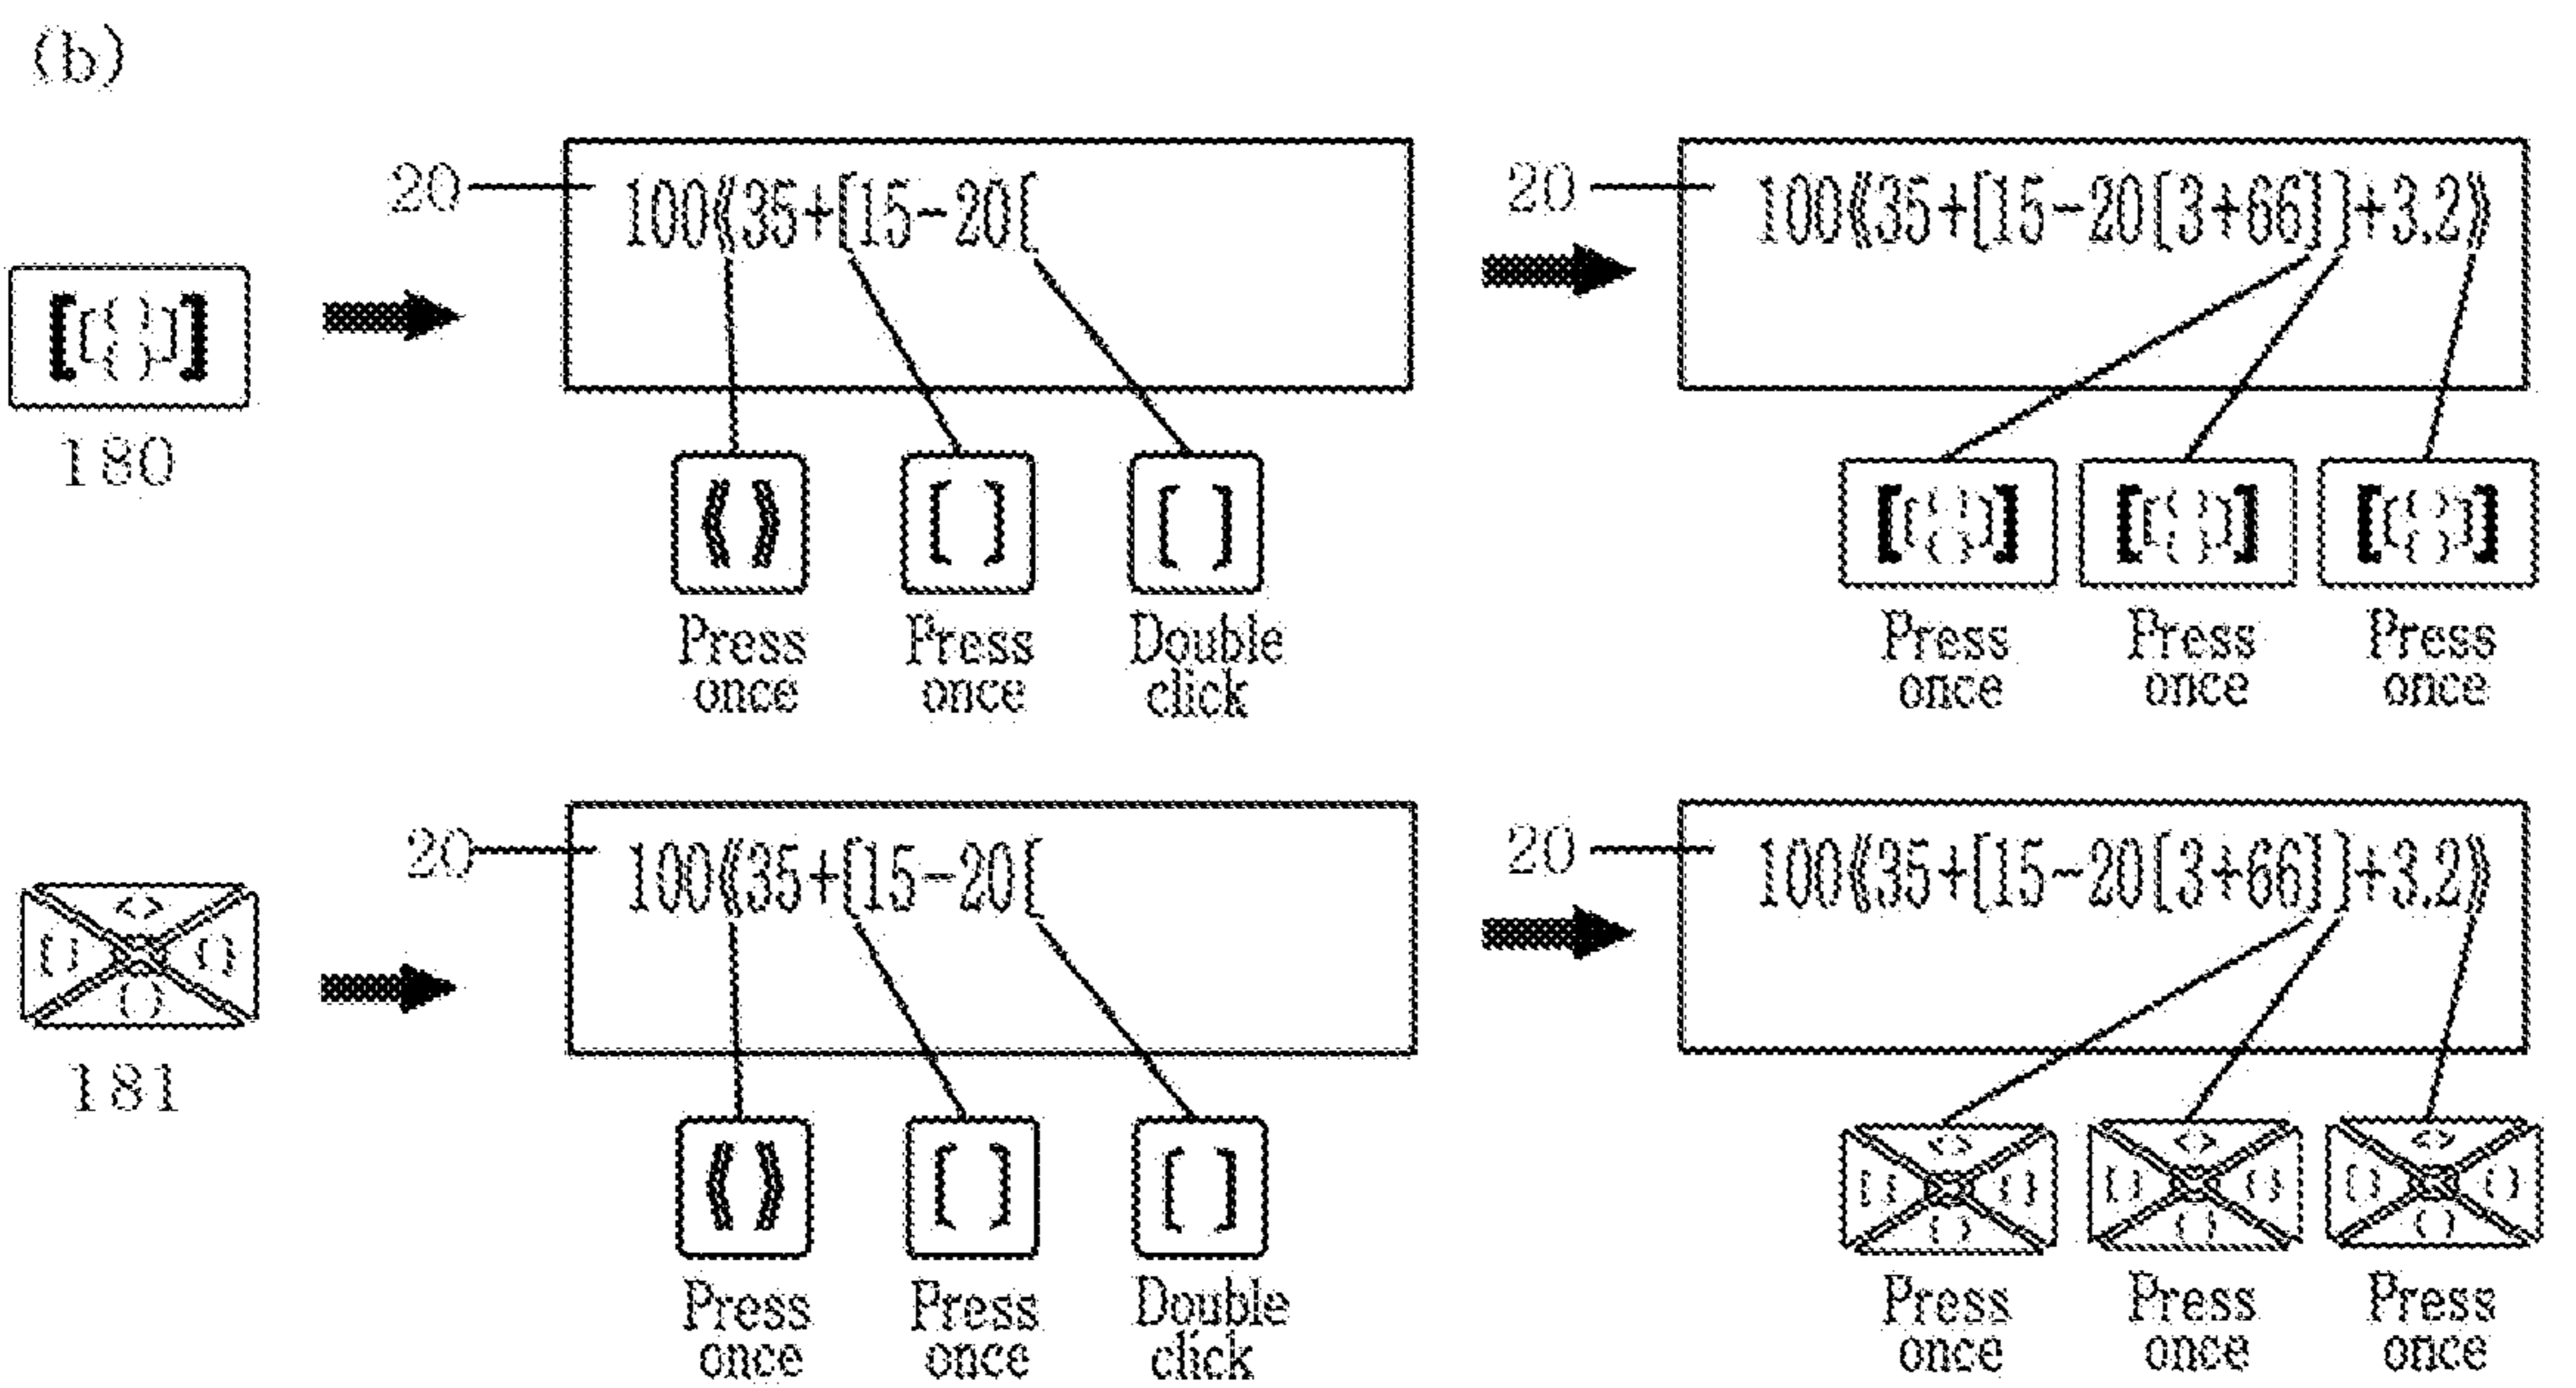 (b)
20
100⟪35+[15-20[
20
100⟪35+[15-20[3+66]]+3.2⟫
[[{ }]]
180
⟪ ⟫
[ ]
[ ]
[[{ }]]
[[{ }]]
[[{ }]]
Press once
Press once
Double click
Press once
Press once
Press once
20
100⟪35+[15-20[
20
100⟪35+[15-20[3+66]]+3.2⟫
181
⟪ ⟫
[ ]
[ ]
Press once
Press once
Double click
Press once
Press once
Press once